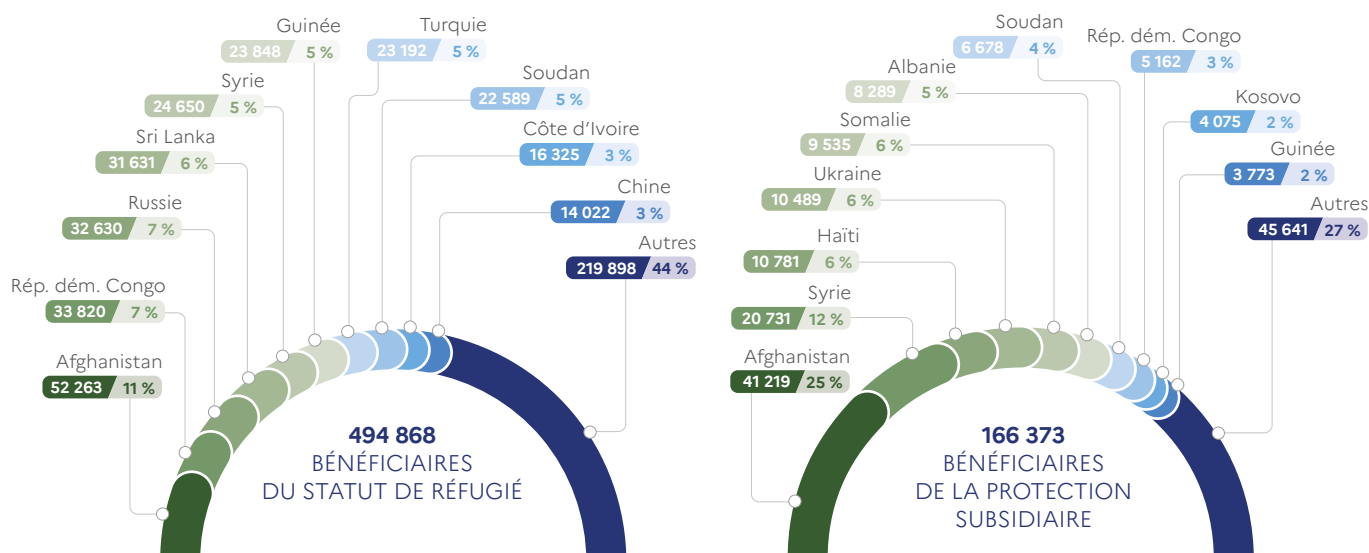 Guinée
23 848 5 %
Turquie
23 192 5 %
Syrie
24 650 5 %
Soudan
22 589 5 %
Sri Lanka
31 631 6 %
Côte d'Ivoire
16 325 3 %
Russie
32 630 7 %
Chine
14 022 3 %
Autres
219 898 44 %
Rép. dém. Congo
33 820 7 %
Afghanistan
52 263 11 %
494 868
BÉNÉFICIAIRES
DU STATUT DE RÉFUGIÉ
Soudan
6 678 4 %
Rép. dém. Congo
5 162 3 %
Albanie
8 289 5 %
Kosovo
4 075 2 %
Somalie
9 535 6 %
Guinée
3 773 2 %
Ukraine
10 489 6 %
Autres
45 641 27 %
Haïti
10 781 6 %
Syrie
20 731 12 %
Afghanistan
41 219 25 %
166 373
BÉNÉFICIAIRES
DE LA PROTECTION
SUBSIDIAIRE